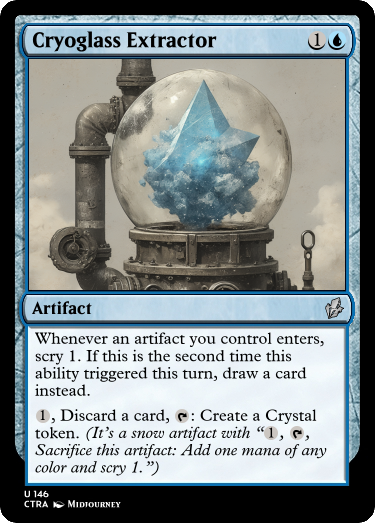 Cryoglass Extractor 1
Artifact
Whenever an artifact you control enters,
scry 1. If this is the second time this
ability triggered this turn, draw a card
instead.
1, Discard a card, : Create a Crystal
token. (It's a snow artifact with “1, ,
Sacrifice this artifact: Add one mana of any
color and scry 1.”)
U 146
CTRA Midjourney